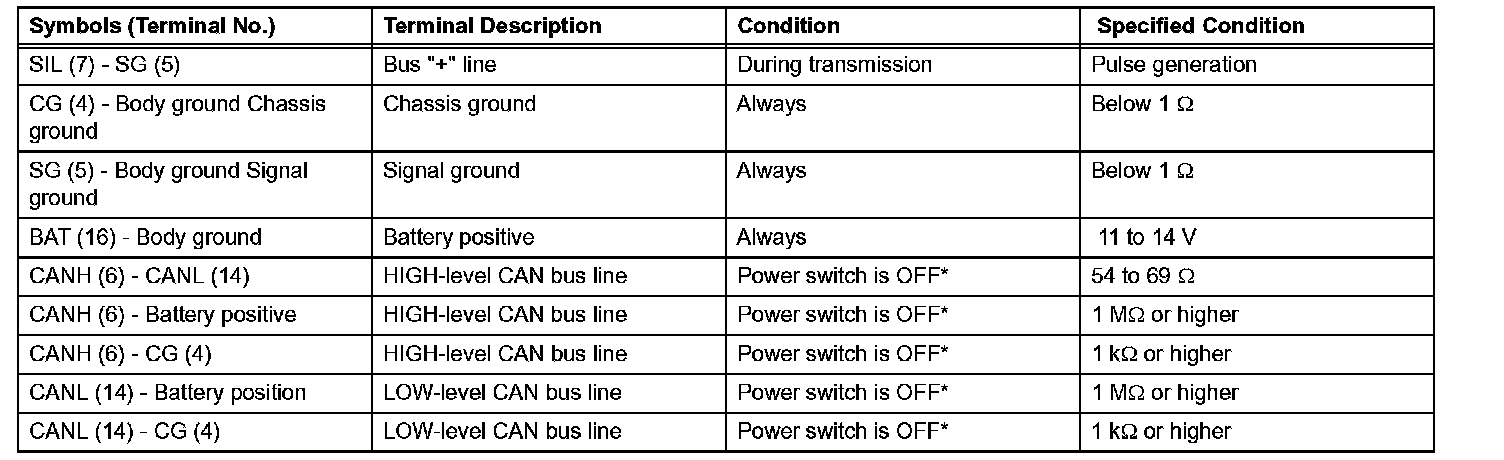 Symbols (Terminal No.) Terminal Description Condition Specified Condition
SIL (7) - SG (5) Bus "+" line During transmission Pulse generation
CG (4) - Body ground Chassis Chassis ground Always Below 1 Ω
ground
SG (5) - Body ground Signal Signal ground Always Below 1 Ω
ground
BAT (16) - Body ground Battery positive Always 11 to 14 V
CANH (6) - CANL (14) HIGH-level CAN bus line Power switch is OFF* 54 to 69 Ω
CANH (6) - Battery positive HIGH-level CAN bus line Power switch is OFF* 1 MΩ or higher
CANH (6) - CG (4) HIGH-level CAN bus line Power switch is OFF* 1 kΩ or higher
CANL (14) - Battery position LOW-level CAN bus line Power switch is OFF* 1 MΩ or higher
CANL (14) - CG (4) LOW-level CAN bus line Power switch is OFF* 1 kΩ or higher